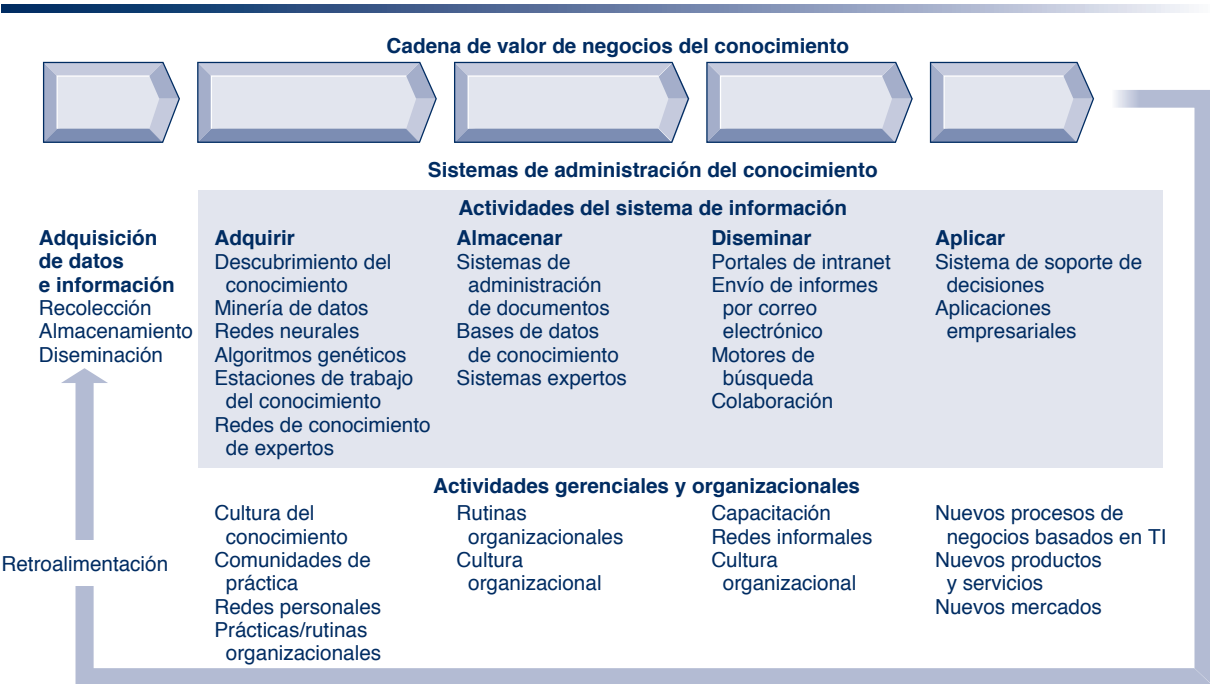 Cadena de valor de negocios del conocimiento
Sistemas de administración del conocimiento
Actividades del sistema de información
Adquisición
de datos
e información
Recolección
Almacenamiento
Diseminación
Adquirir
Descubrimiento del
conocimiento
Minería de datos
Redes neurales
Algoritmos genéticos
Estaciones de trabajo
del conocimiento
Redes de conocimiento
de expertos
Almacenar
Sistemas de
administración
de documentos
Bases de datos
de conocimiento
Sistemas expertos
Diseminar
Portales de intranet
Envío de informes
por correo
electrónico
Motores de
búsqueda
Colaboración
Aplicar
Sistema de soporte de
decisiones
Aplicaciones
empresariales
Actividades gerenciales y organizacionales
Cultura del
conocimiento
Comunidades de
práctica
Redes personales
Prácticas/rutinas
organizacionales
Rutinas
organizacionales
Cultura
organizacional
Capacitación
Redes informales
Cultura
organizacional
Nuevos procesos de
negocios basados en TI
Nuevos productos
y servicios
Nuevos mercados
Retroalimentación